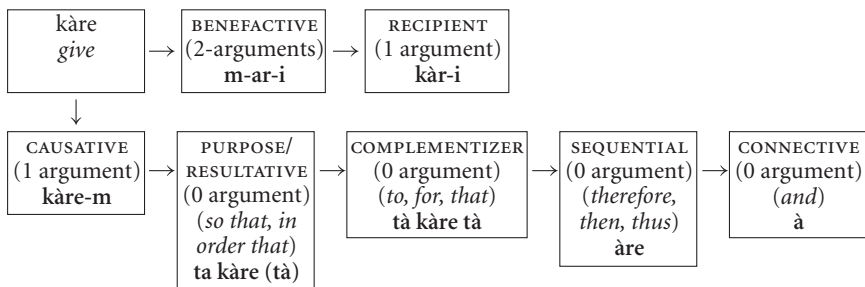 kàre
give
BENEFACTIVE
(2-arguments)
m-ar-i
RECIPIENT
(1 argument)
kàr-i
CAUSATIVE
(1 argument)
kàre-m
PURPOSE/
RESULTATIVE
(0 argument)
(so that, in
order that)
ta kàre (tà)
COMPLEMENTIZER
(0 argument)
(to, for, that)
tà kàre tà
SEQUENTIAL
(0 argument)
(therefore,
then, thus)
àre
CONNECTIVE
(0 argument)
(and)
à